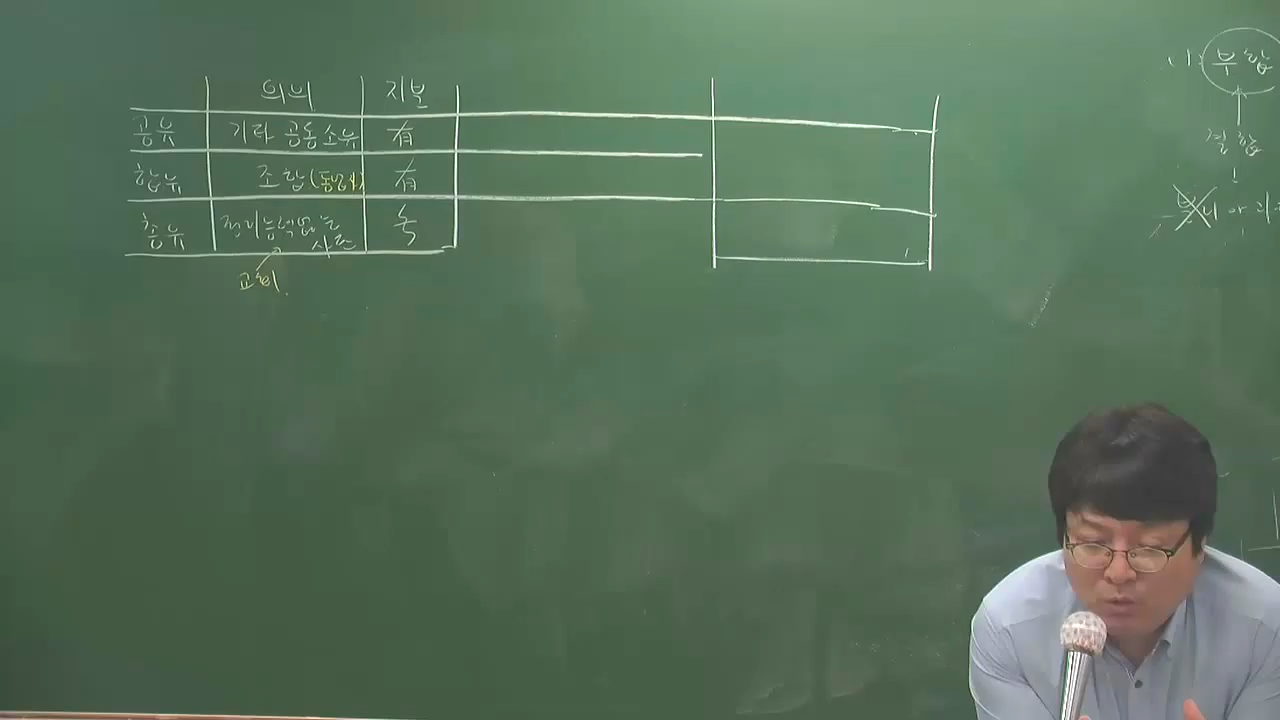 의의 지분
공유 기타 공동소유 有
합유 조합(동업) 有
총유 권리능력없는 사단
교회
부합
결합
or